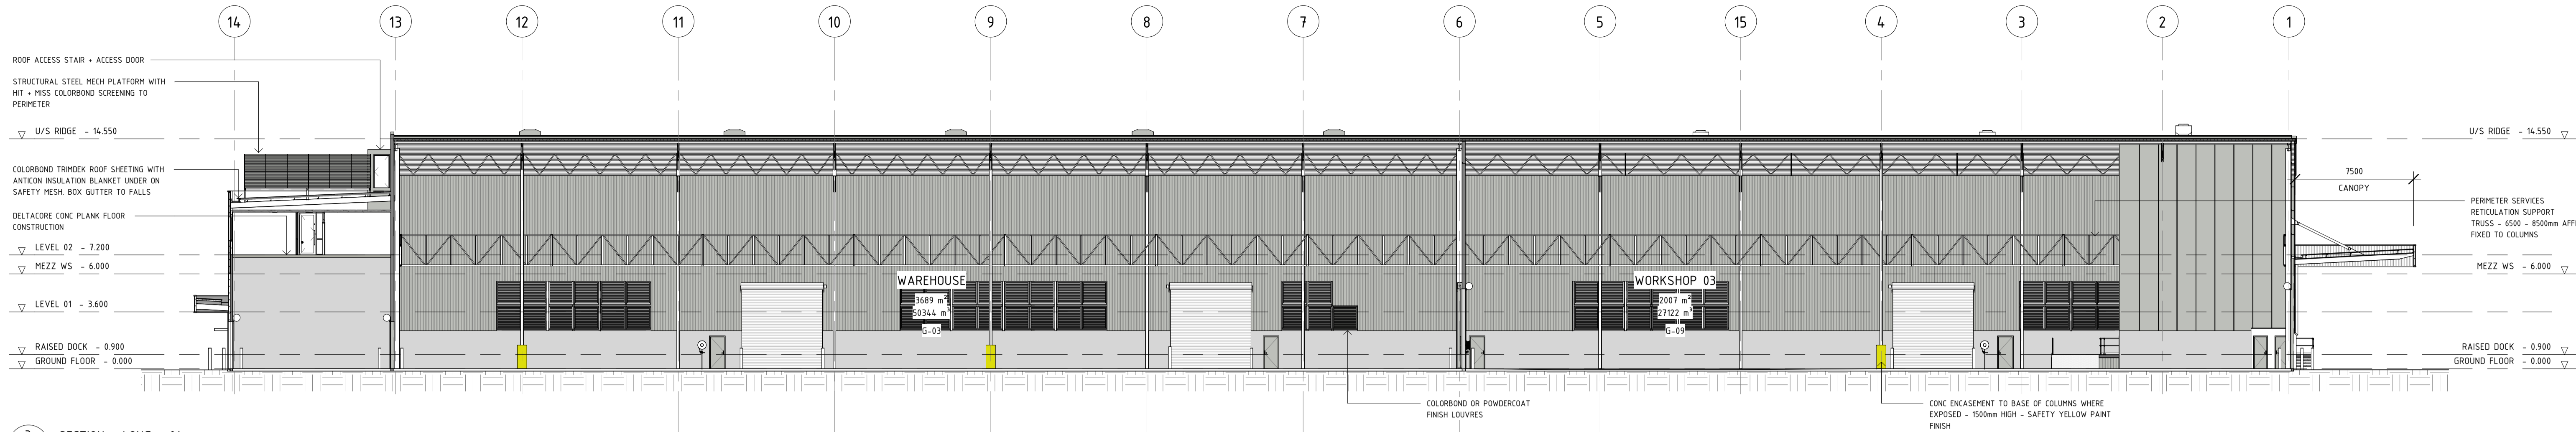 14 13 12 11 10 9 8 7 6 5 15 4 3 2 1
ROOF ACCESS STAIR + ACCESS DOOR
STRUCTURAL STEEL MECH PLATFORM WITH
HIT + MISS COLORBOND SCREENING TO
PERIMETER
U/S RIDGE - 14.550
COLORBOND TRIMDEK ROOF SHEETING WITH
ANTICON INSULATION BLANKET UNDER ON
SAFETY MESH. BOX GUTTER TO FALLS
DELTACORE CONC PLANK FLOOR
CONSTRUCTION
LEVEL 02 - 7.200
MEZZ WS - 6.000
LEVEL 01 - 3.600
RAISED DOCK - 0.900
GROUND FLOOR - 0.000
WAREHOUSE
3689 m²
50344 m³
G-03
WORKSHOP 03
2007 m²
27122 m³
G-09
COLORBOND OR POWDERCOAT
FINISH LOUVRES
CONC ENCASEMENT TO BASE OF COLUMNS WHERE
EXPOSED - 1500mm HIGH - SAFETY YELLOW PAINT
FINISH
U/S RIDGE - 14.550
7500
CANOPY
PERIMETER SERVICES
RETICULATION SUPPORT
TRUSS - 6500 - 8500mm AFFL
FIXED TO COLUMNS
MEZZ WS - 6.000
RAISED DOCK - 0.900
GROUND FLOOR - 0.000